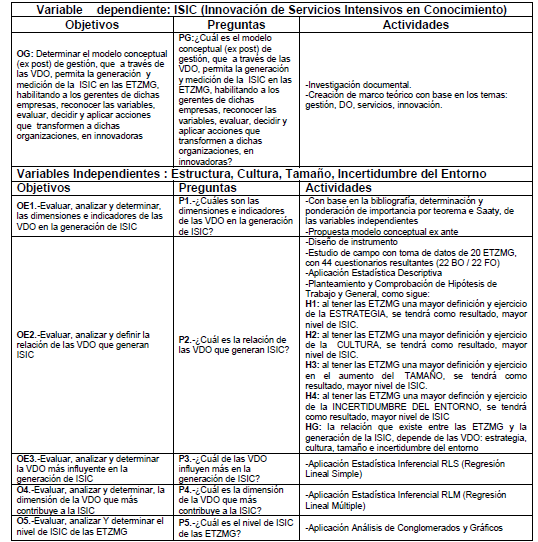 Variable dependiente: ISIC (Innovación de Servicios Intensivos en Conocimiento)
Objetivos
Preguntas
Actividades
OG: Determinar el modelo conceptual
(ex post) de gestión, que a través de
las VDO, permita la generación y
medición de la ISIC en las ETZMG,
habilitando a los gerentes de dichas
empresas, reconocer las variables,
evaluar, decidir y aplicar acciones
que transformen a dichas
organizaciones, en innovadoras
PG:¿Cuál es el modelo
conceptual (ex post) de
gestión, que a través de las
VDO, permita la generación
y medición de la ISIC en las
ETZMG, habilitando a los
gerentes de dichas
empresas, reconocer las
variables, evaluar, decidir y
aplicar acciones que
transformen a dichas
organizaciones, en
innovadoras?
-Investigación documental.
-Creación de marco teórico con base en los temas:
gestión, DO, servicios, innovación.
Variables Independientes : Estructura, Cultura, Tamaño, Incertidumbre del Entorno
Objetivos
Preguntas
Actividades
OE1.-Evaluar, analizar y determinar,
las dimensiones e indicadores de las
VDO en la generación de ISIC
P1.-¿Cuáles son las
dimensiones e indicadores
de las VDO en la generación
de ISIC?
-Con base en la bibliografía, determinación y
ponderación de importancia por teorema e Saaty, de
las variables independientes
-Propuesta modelo conceptual ex ante
OE2.-Evaluar, analizar y definir la
relación de las VDO que generan
ISIC
P2.-¿Cuál es la relación de
las VDO que generan ISIC?
-Diseño de instrumento
-Estudio de campo con toma de datos de 20 ETZMG,
con 44 cuestionarios resultantes (22 BO / 22 FO)
-Aplicación Estadística Descriptiva
-Planteamiento y Comprobación de Hipótesis de
Trabajo y General, como sigue:
H1: al tener las ETZMG una mayor definición y ejercicio
de la ESTRATEGIA, se tendrá como resultado, mayor
nivel de ISIC.
H2: al tener las ETZMG una mayor definición y ejercicio
de la CULTURA, se tendrá como resultado, mayor
nivel de ISIC.
H3: al tener las ETZMG una mayor definición y ejercicio
en el aumento del TAMAÑO, se tendrá como
resultado, mayor nivel de ISIC.
H4: al tener las ETZMG una mayor definición y ejercicio
de la INCERTIDUMBRE DEL ENTORNO, se tendrá
como resultado, mayor nivel de ISIC
HG: la relación que existe entre las ETZMG y la
generación de la ISIC, depende de las VDO: estrategia,
cultura, tamaño e incertidumbre del entorno
OE3.-Evaluar, analizar y determinar
la VDO más influyente en la
generación de ISIC
P3.-¿Cuál de las VDO
influyen más en la
generación de ISIC?
-Aplicación Estadística Inferencial RLS (Regresión
Lineal Simple)
O4.-Evaluar, analizar y determinar, la
dimensión de la VDO que más
contribuye a la ISIC
P4.-¿Cuál es la dimensión
de la VDO que más
contribuye a la ISIC?
-Aplicación Estadística Inferencial RLM (Regresión
Lineal Múltiple)
O5.-Evaluar, analizar Y determinar el
nivel de ISIC de las ETZMG
P5.-¿Cuál es el nivel de ISIC
de las ETZMG?
-Aplicación Análisis de Conglomerados y Gráficos